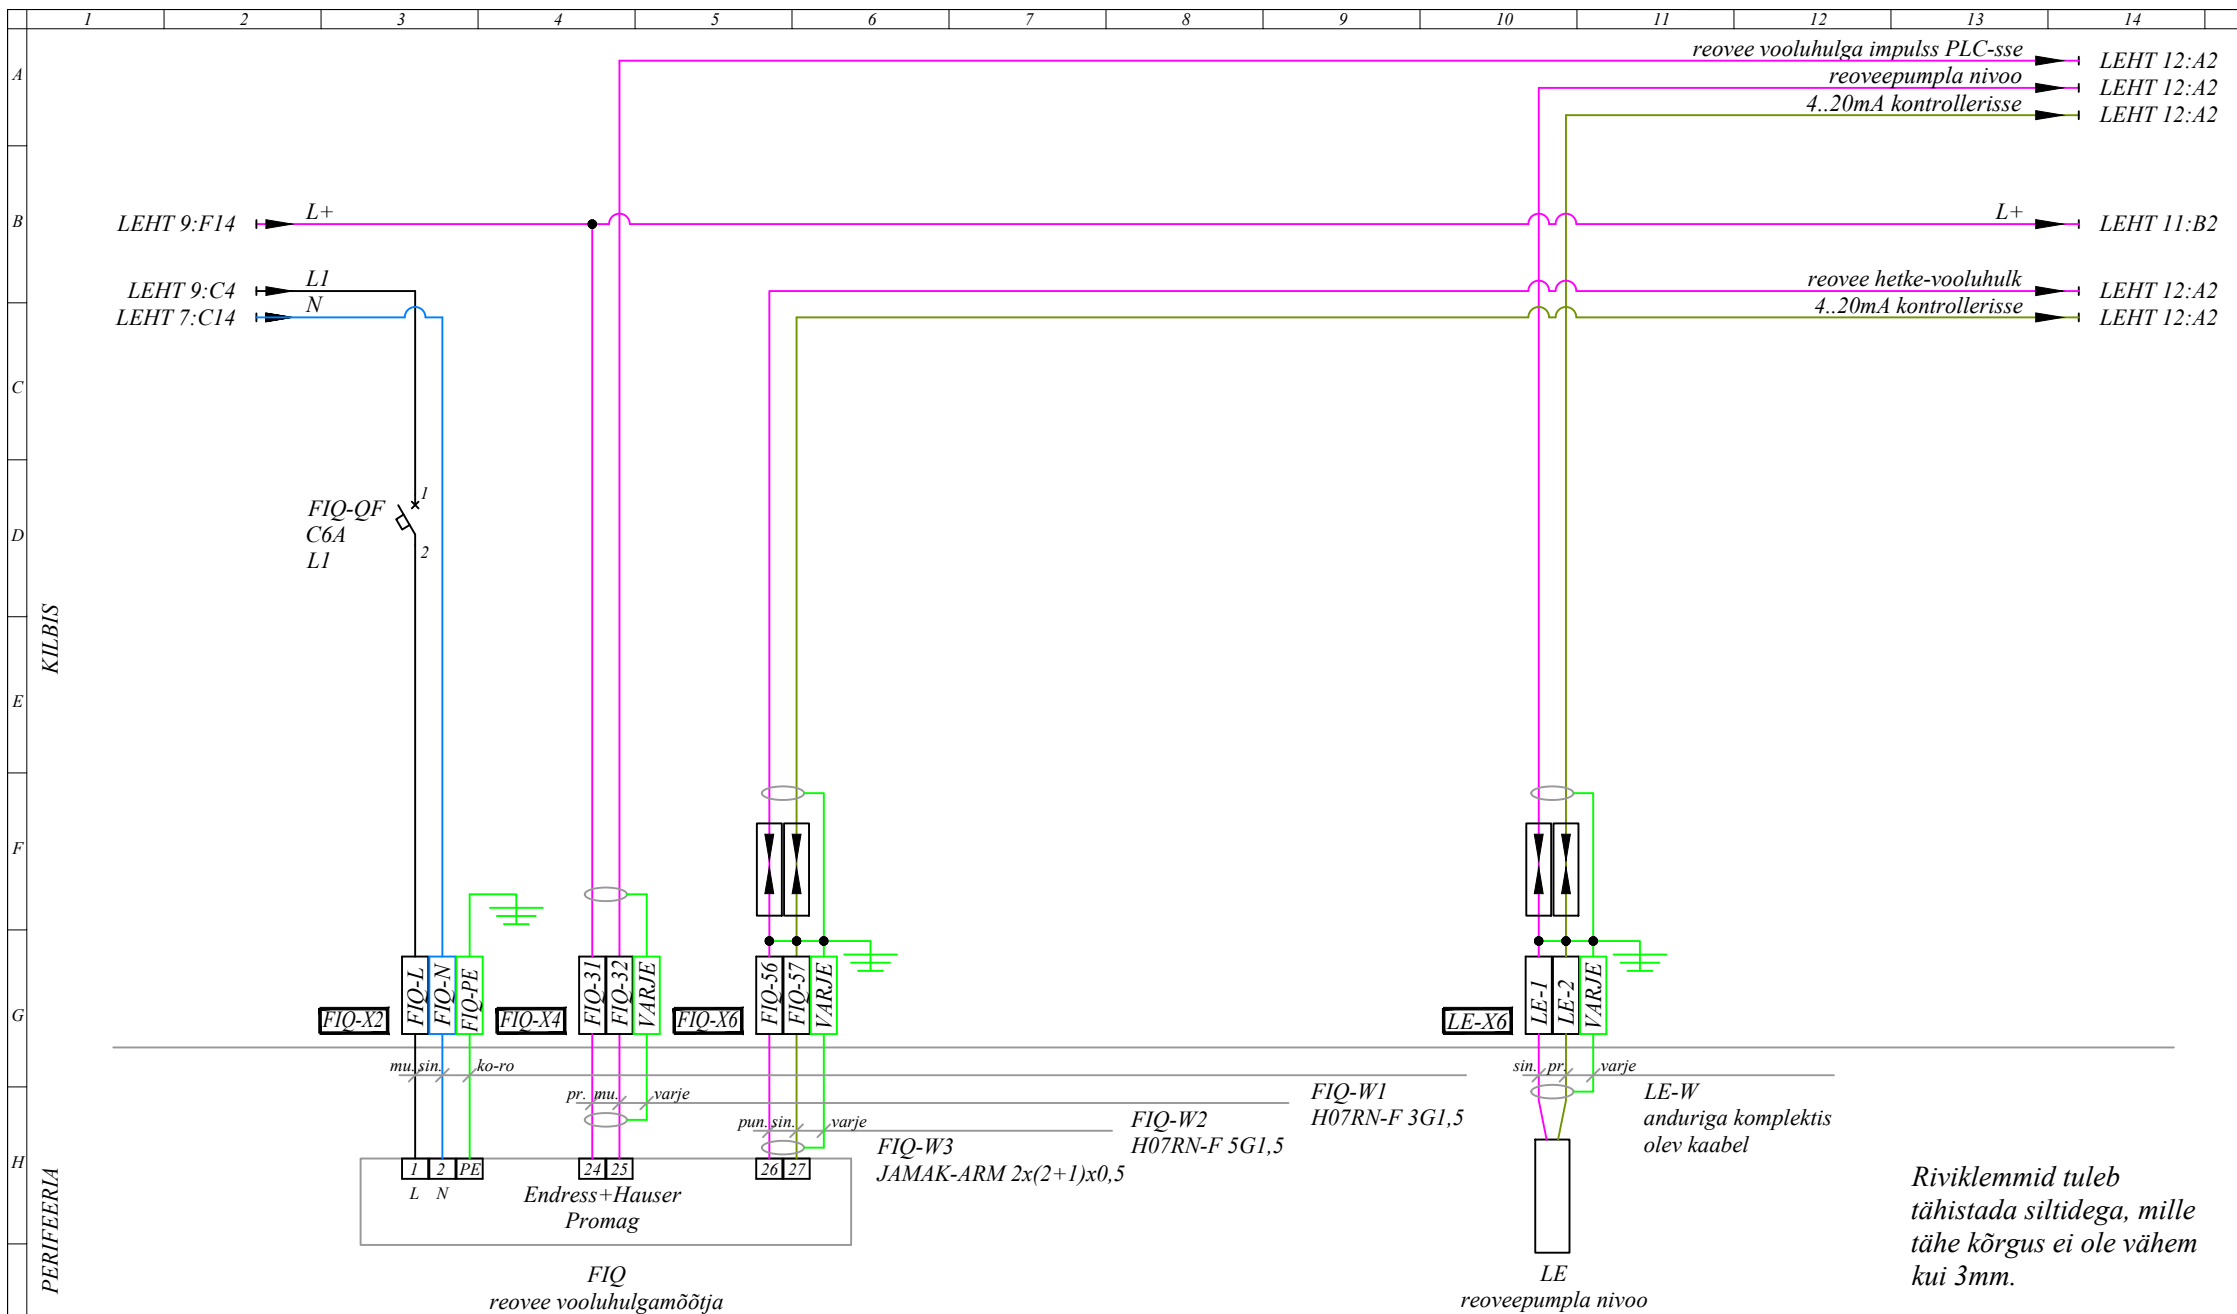 1 2 3 4 5 6 7 8 9 10 11 12 13 14
A
B
C
D
E
F
G
H
KILBIS
PERIFEERIA
reovee vooluhulga impulss PLC-sse LEHT 12:A2
reoveepumpla nivoo LEHT 12:A2
4..20mA kontrollerisse LEHT 12:A2
LEHT 9:F14 L+ L+ LEHT 11:B2
LEHT 9:C4 L1 reovee hetke-vooluhulk LEHT 12:A2
LEHT 7:C14 N 4..20mA kontrollerisse LEHT 12:A2
FIQ-QF
C6A
L1
1
2
FIQ-X2 FIQ-L FIQ-N FIQ-PE
FIQ-X4 FIQ-31 FIQ-32 VARJE
FIQ-X6 FIQ-56 FIQ-57 VARJE
LE-X6 LE-1 LE-2 VARJE
mu. sin. ko-ro
pr. mu. varje
pun. sin. varje
sin. pr. varje
FIQ-W1
H07RN-F 3G1,5
FIQ-W2
H07RN-F 5G1,5
FIQ-W3
JAMAK-ARM 2x(2+1)x0,5
LE-W
anduriga komplektis
olev kaabel
1 2 PE 24 25 26 27
L N
Endress+Hauser
Promag
FIQ
reovee vooluhulgamõõtja
LE
reoveepumpla nivoo
Riviklemmid tuleb
tähistada siltidega, mille
tähe kõrgus ei ole vähem
kui 3mm.